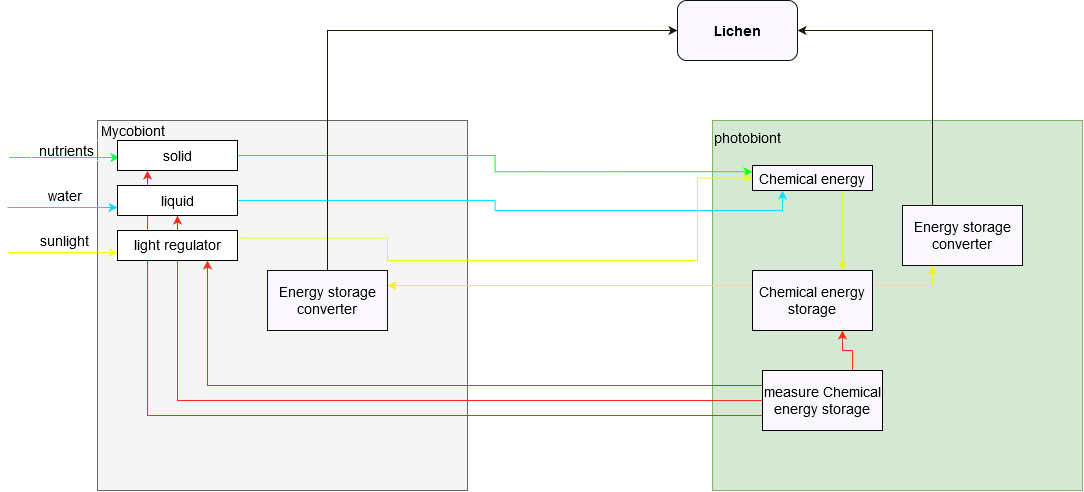 Lichen
Mycobiont
nutrients
solid
water
liquid
sunlight
light regulator
Energy storage
converter
photobiont
Chemical energy
Energy storage
converter
Chemical energy
storage
measure Chemical
energy storage